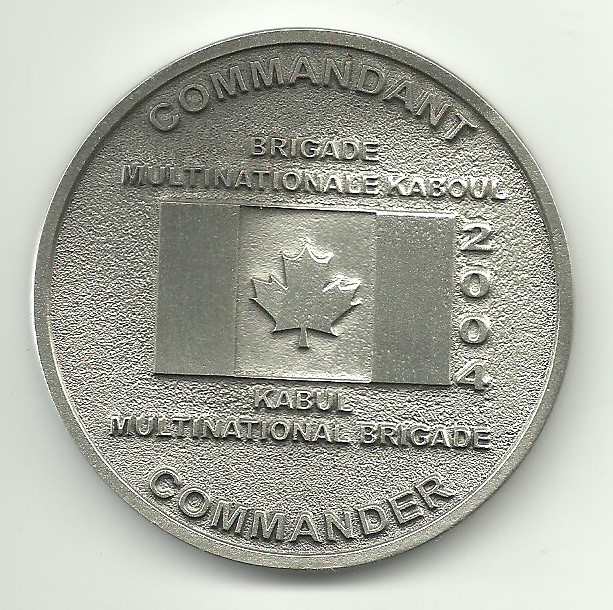 COMMANDANT
BRIGADE
MULTINATIONALE KABOUL
2004
KABUL
MULTINATIONAL BRIGADE
COMMANDER